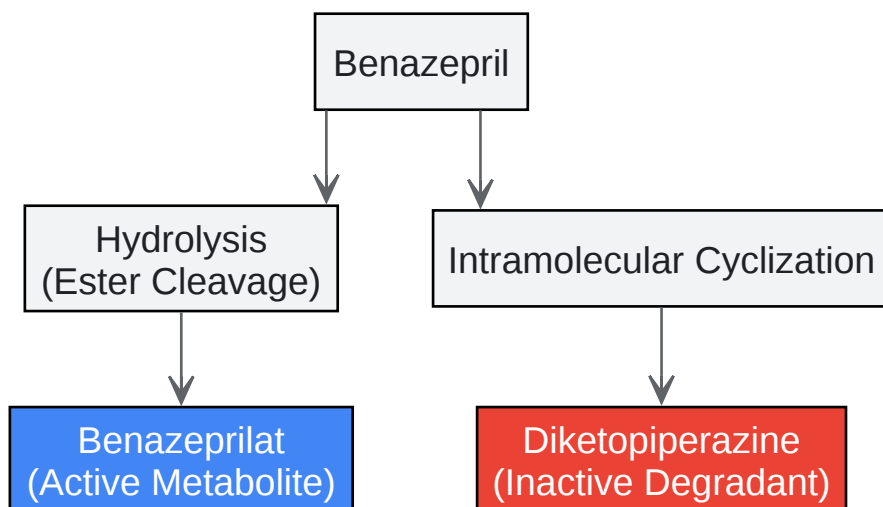 Benazepril
Hydrolysis
(Ester Cleavage)
Intramolecular Cyclization
Benazeprilat
(Active Metabolite)
Diketopiperazine
(Inactive Degradant)